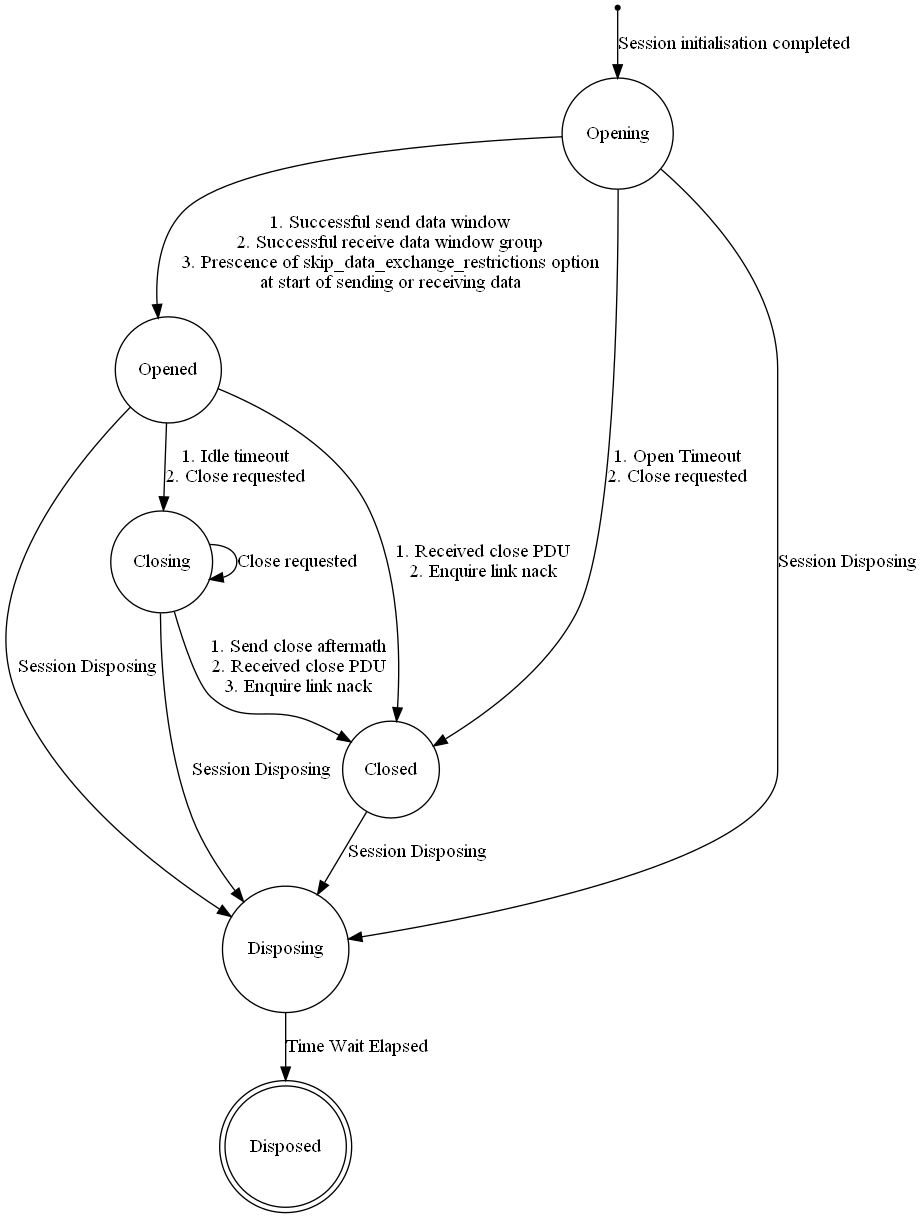 Session initialisation completed
Opening
1. Successful send data window
2. Successful receive data window group
3. Prescence of skip_data_exchange_restrictions option
at start of sending or receiving data
Opened
1. Idle timeout
2. Close requested
1. Open Timeout
2. Close requested
Closing
Close requested
1. Received close PDU
2. Enquire link nack
Session Disposing
1. Send close aftermath
2. Received close PDU
3. Enquire link nack
Session Disposing
Session Disposing
Closed
Session Disposing
Disposing
Time Wait Elapsed
Disposed